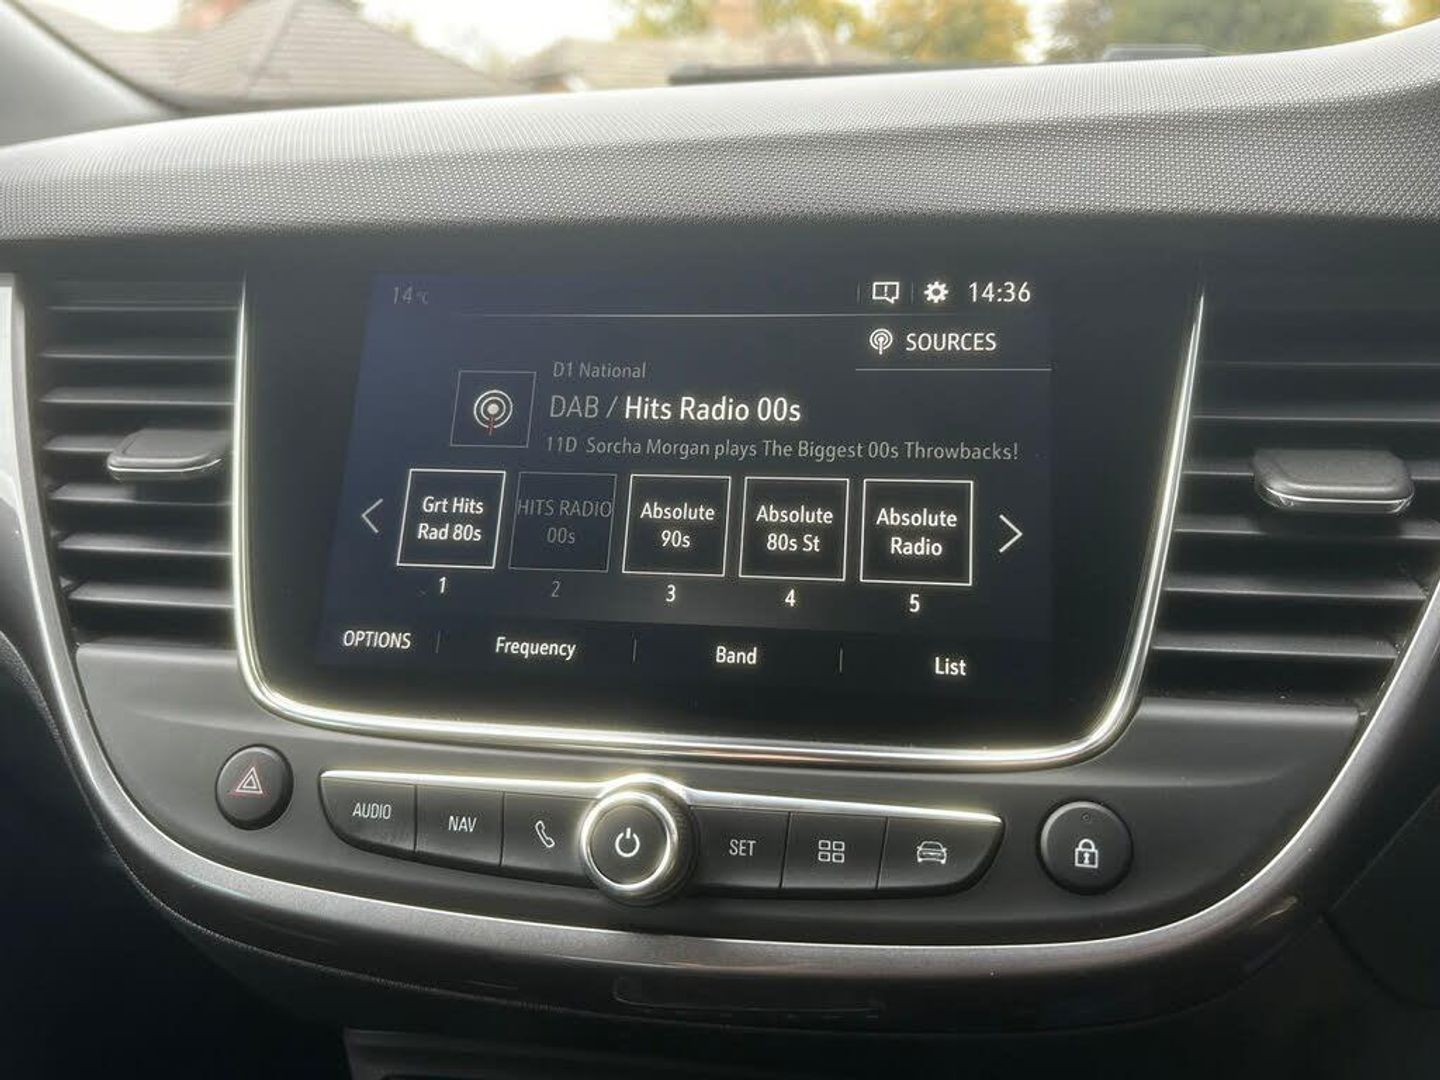 14°C
14:36
SOURCES
D1 National
DAB / Hits Radio 00s
11D Sorcha Morgan plays The Biggest 00s Throwbacks!
Grt Hits
Rad 80s
HITS RADIO
00s
Absolute
90s
Absolute
80s St
Absolute
Radio
1
2
3
4
5
OPTIONS
Frequency
Band
List
AUDIO
NAV
SET